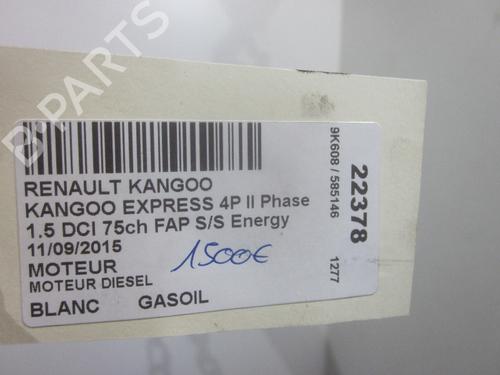 RENAULT KANGOO
KANGOO EXPRESS 4P II Phase
1.5 DCI 75ch FAP S/S Energy
11/09/2015
MOTEUR
1500€
MOTEUR DIESEL
BLANC GASOIL
9K608 / 585146
1277
22378